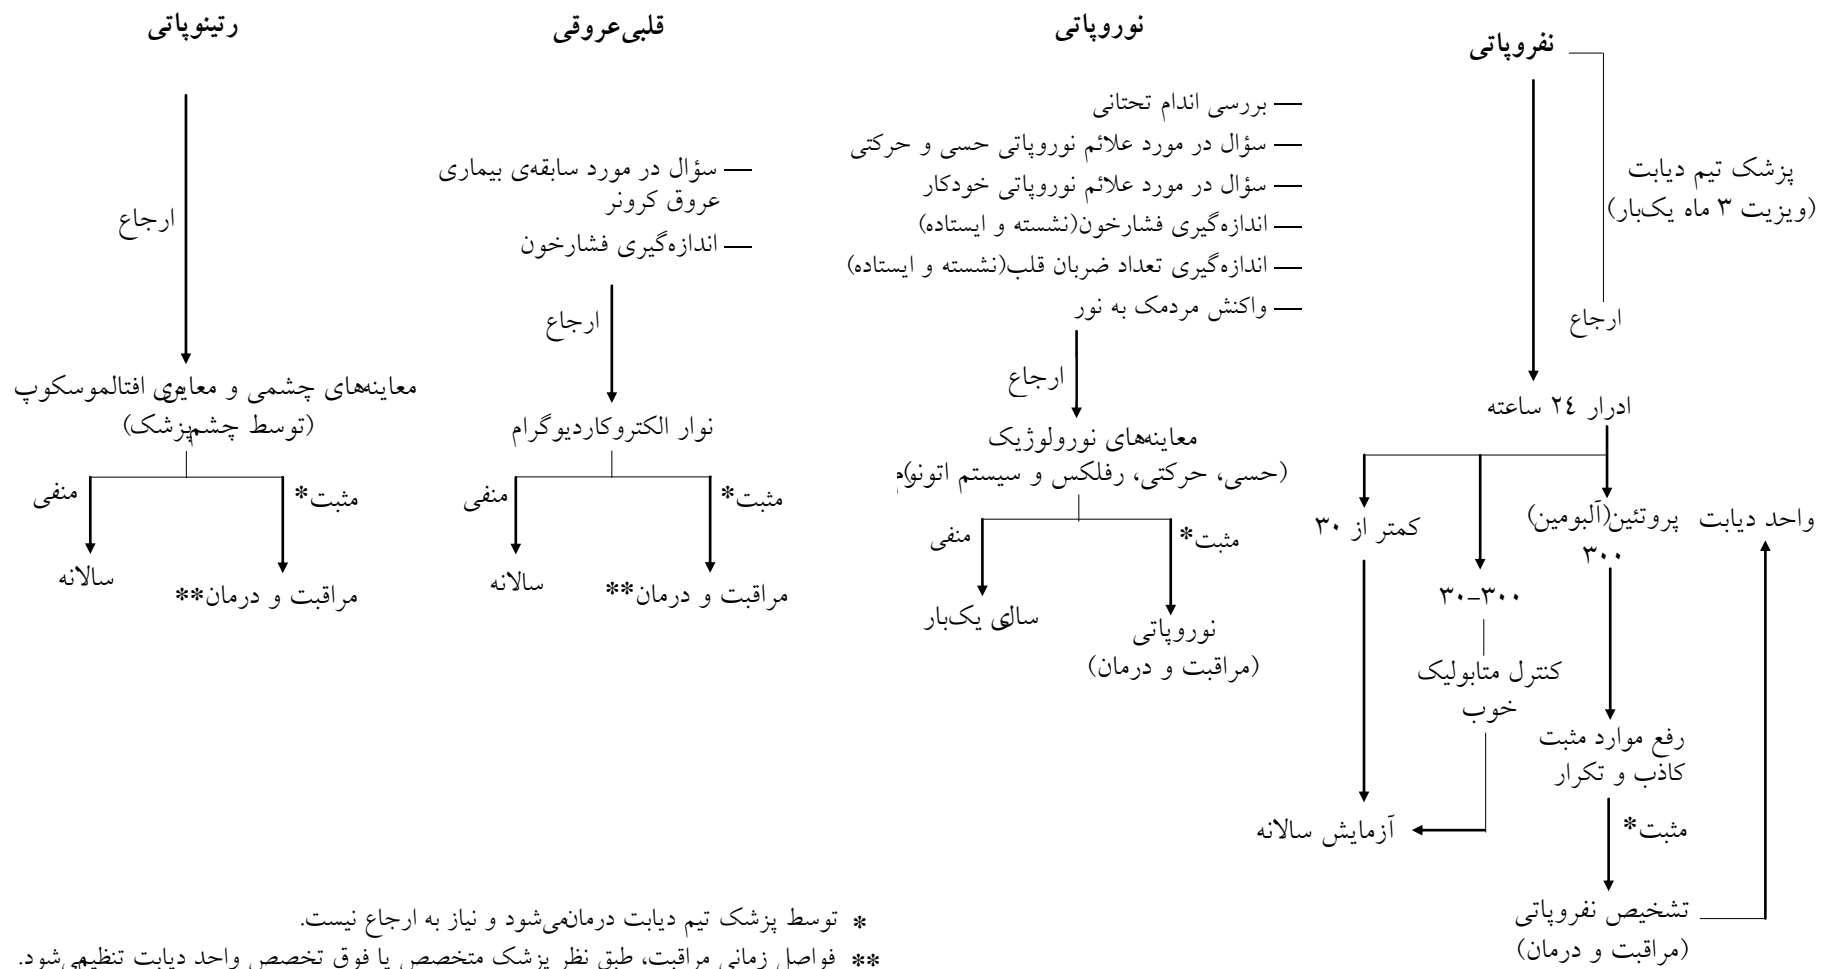 نفروپاتی
پزشک تیم دیابت
(ویزیت ۳ ماه یک‌بار)
ارجاع
ادرار ۲۴ ساعته
پروتئین(آلبومین)
۳۰۰
۳۰-۳۰۰
کمتر از ۳۰
واحد دیابت
کنترل متابولیک
خوب
رفع موارد مثبت
کاذب و تکرار
مثبت*
آزمایش سالانه
تشخیص نفروپاتی
(مراقبت و درمان)
نوروپاتی
— بررسی اندام تحتانی
— سؤال در مورد علائم نوروپاتی حسی و حرکتی
— سؤال در مورد علائم نوروپاتی خودکار
— اندازه‌گیری فشارخون(نشسته و ایستاده)
— اندازه‌گیری تعداد ضربان قلب(نشسته و ایستاده)
— واکنش مردمک به نور
ارجاع
معاینه‌های نورولوژیک
(حسی، حرکتی، رفلکس و سیستم اتونوم)
مثبت*
منفی
نوروپاتی
(مراقبت و درمان)
سالی یک‌بار
قلبی‌عروقی
— سؤال در مورد سابقه‌ی بیماری
عروق کرونر
— اندازه‌گیری فشارخون
ارجاع
نوار الکتروکاردیوگرام
مثبت*
منفی
مراقبت و درمان**
سالانه
رتینوپاتی
ارجاع
معاینه‌های چشمی و افتالموسکوپ
(توسط چشم‌پزشک)
مثبت*
منفی
مراقبت و درمان**
سالانه
* توسط پزشک تیم دیابت درمان‌می‌شود و نیاز به ارجاع نیست.
** فواصل زمانی مراقبت، طبق نظر پزشک متخصص یا فوق تخصص واحد دیابت تنظیم‌می‌شود.